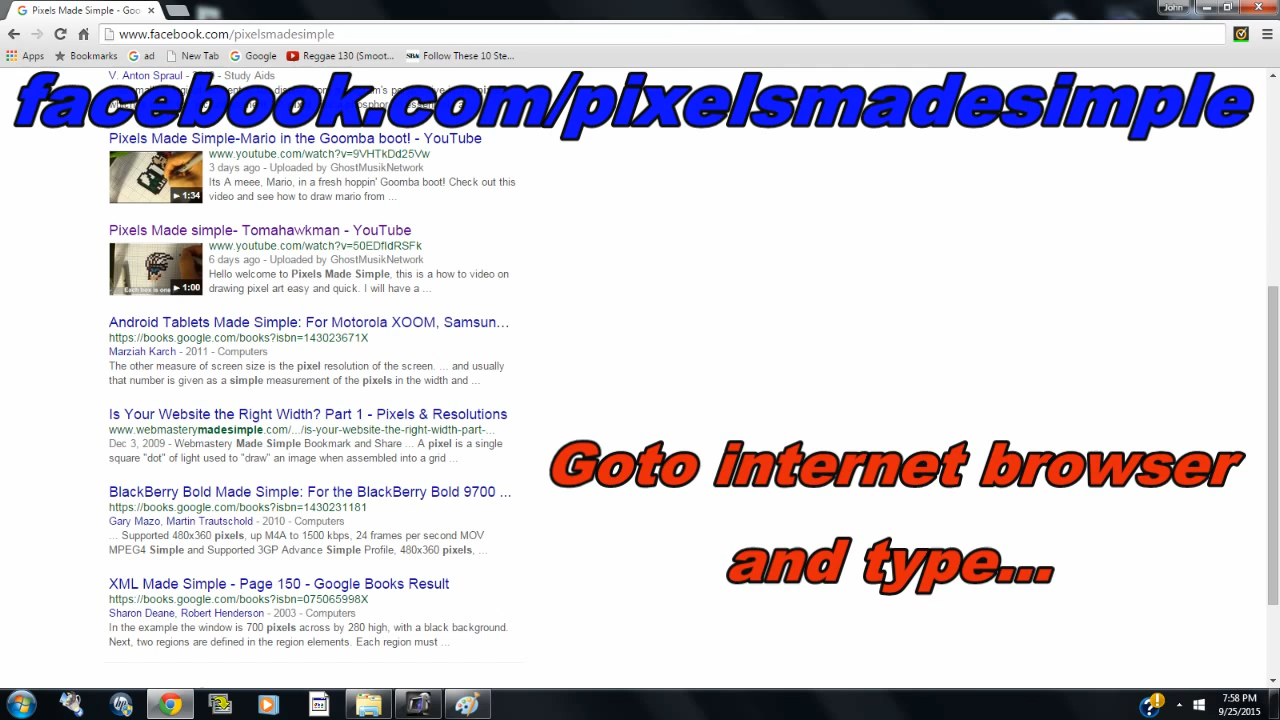 Pixels Made Simple - Goo
John
www.facebook.com/pixelsmadesimple
Apps Bookmarks ad New Tab Google Reggae 130 (Smoot... Follow These 10 Ste...
V. Anton Spraul - Study Aids
facebook.com/pixelsmadesimple
Pixels Made Simple-Mario in the Goomba boot! - YouTube
www.youtube.com/watch?v=9VHTkDd25Vw
3 days ago - Uploaded by GhostMusikNetwork
Its A meee, Mario, in a fresh hoppin' Goomba boot! Check out this
video and see how to draw mario from ...
1:34
Pixels Made simple- Tomahawkman - YouTube
www.youtube.com/watch?v=50EDfldRSFk
6 days ago - Uploaded by GhostMusikNetwork
Hello welcome to Pixels Made Simple, this is a how to video on
drawing pixel art easy and quick. I will have a ...
Each box is one
1:00
Android Tablets Made Simple: For Motorola XOOM, Samsun...
https://books.google.com/books?isbn=143023671X
Marziah Karch - 2011 - Computers
The other measure of screen size is the pixel resolution of the screen. ... and usually
that number is given as a simple measurement of the pixels in the width and ...
Is Your Website the Right Width? Part 1 - Pixels & Resolutions
www.webmasterymadesimple.com/.../is-your-website-the-right-width-part-...
Dec 3, 2009 - Webmastery Made Simple Bookmark and Share ... A pixel is a single
square "dot" of light used to "draw" an image when assembled into a grid ...
Goto internet browser
and type...
BlackBerry Bold Made Simple: For the BlackBerry Bold 9700 ...
https://books.google.com/books?isbn=1430231181
Gary Mazo, Martin Trautschold - 2010 - Computers
... Supported 480x360 pixels, up M4A to 1500 kbps, 24 frames per second MOV
MPEG4 Simple and Supported 3GP Advance Simple Profile, 480x360 pixels, ...
XML Made Simple - Page 150 - Google Books Result
https://books.google.com/books?isbn=075065998X
Sharon Deane, Robert Henderson - 2003 - Computers
In the example the window is 700 pixels across by 280 high, with a black background.
Next, two regions are defined in the region elements. Each region must ...
7:58 PM
9/25/2015